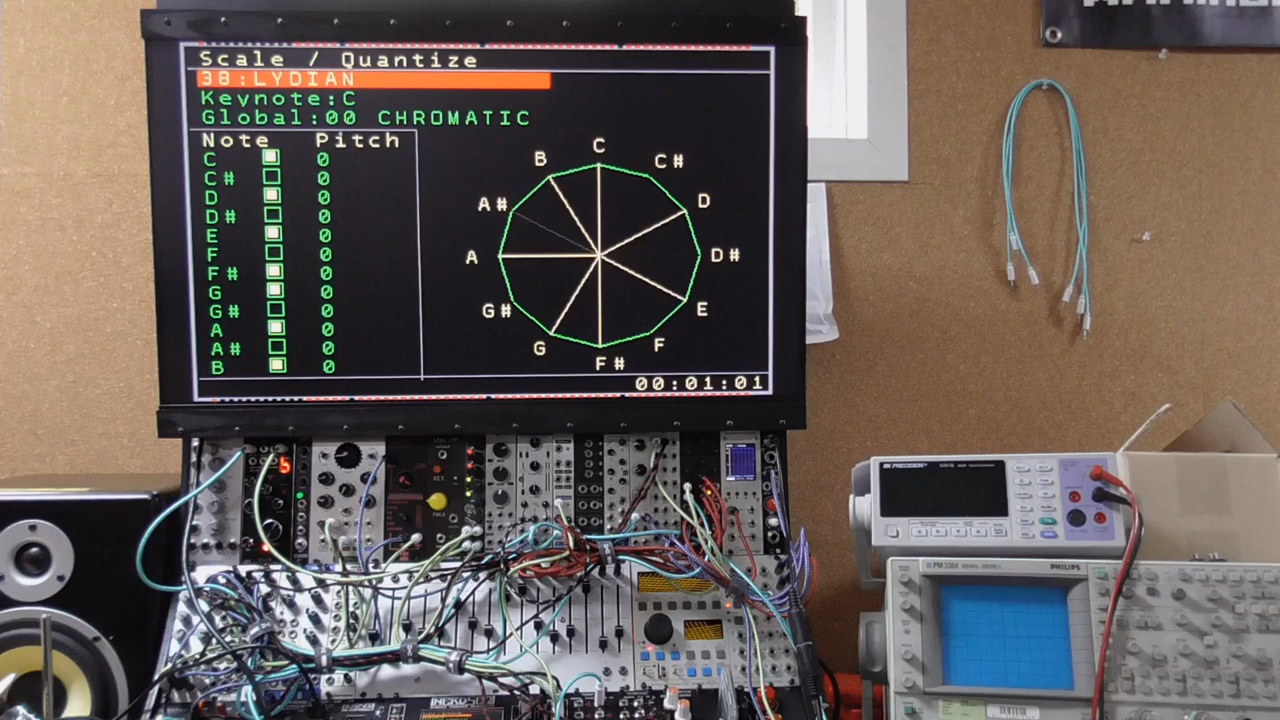 Scale / Quantize
38:LYDIAN
Keynote:C
Global:00 CHROMATIC
Note Pitch
C 0
C# 0
D 0
D# 0
E 0
F 0
F# 0
G 0
G# 0
A 0
A# 0
B 0
C
C#
D
D#
E
F
F#
G
G#
A
A#
B
00:01:01
5
BK PRECISION
PM 3384
PHILIPS